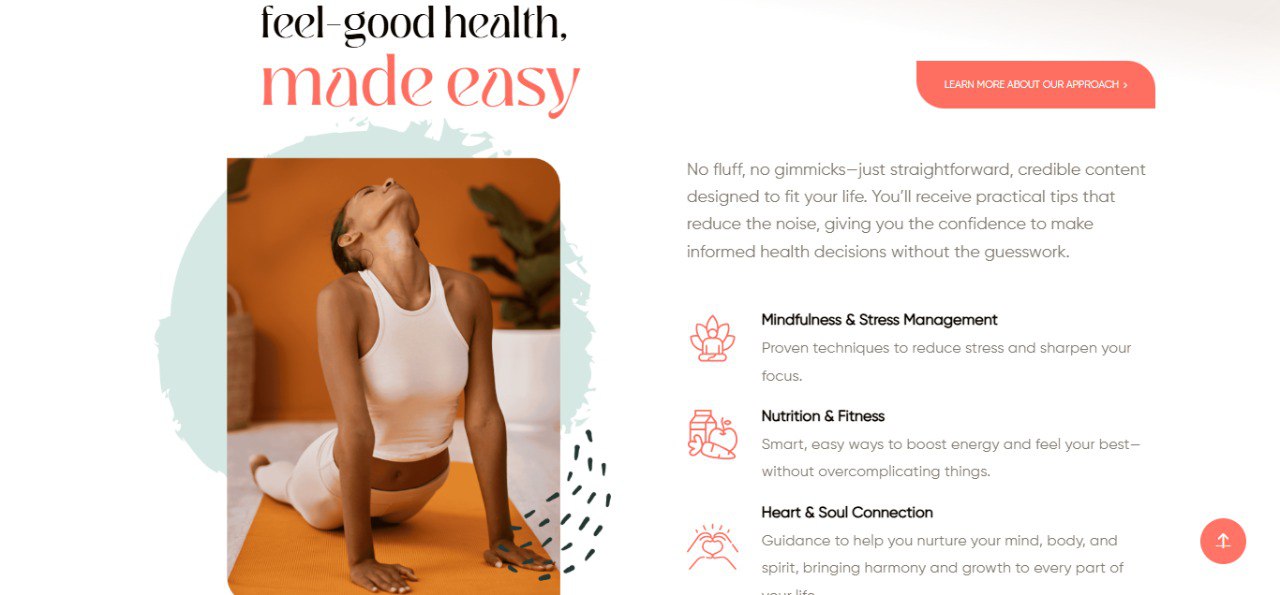 feel-good health,
made easy
LEARN MORE ABOUT OUR APPROACH >
No fluff, no gimmicks—just straightforward, credible content
designed to fit your life. You’ll receive practical tips that
reduce the noise, giving you the confidence to make
informed health decisions without the guesswork.
Mindfulness & Stress Management
Proven techniques to reduce stress and sharpen your
focus.
Nutrition & Fitness
Smart, easy ways to boost energy and feel your best—
without overcomplicating things.
Heart & Soul Connection
Guidance to help you nurture your mind, body, and
spirit, bringing harmony and growth to every part of
your life.